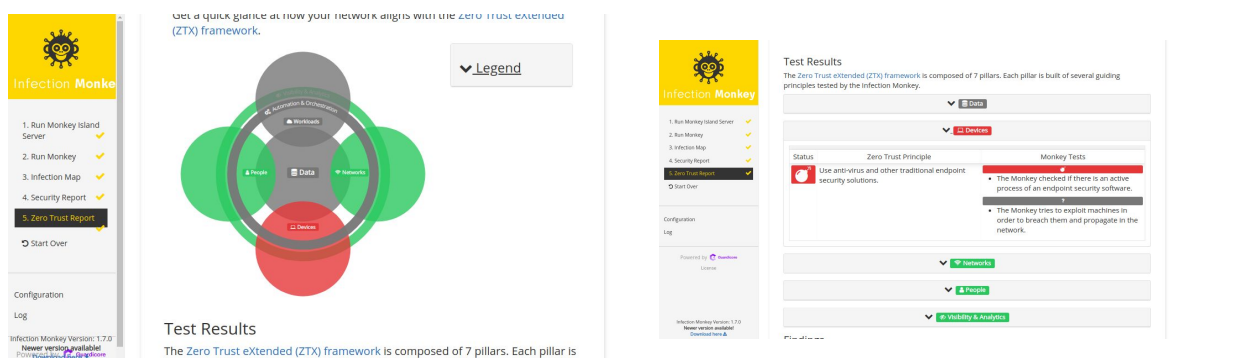 Get a quick glance at how your network aligns with the Zero Trust eXtended
(ZTX) framework.
Legend
Infection Monke
1. Run Monkey Island
Server
2. Run Monkey
3. Infection Map
4. Security Report
5. Zero Trust Report
Start Over
Configuration
Log
Infection Monkey Version: 1.7.0
Newer version available!
Powered by Guardicore
Download here
Automation & Orchestration
Workloads
People
Data
Networks
Devices
Test Results
The Zero Trust eXtended (ZTX) framework is composed of 7 pillars. Each pillar is
Infection Monkey
1. Run Monkey Island Server
2. Run Monkey
3. Infection Map
4. Security Report
5. Zero Trust Report
Start Over
Configuration
Log
Powered by Guardicore
License
Infection Monkey Version: 1.7.0
Newer version available!
Download here
Test Results
The Zero Trust eXtended (ZTX) framework is composed of 7 pillars. Each pillar is built of several guiding
principles tested by the Infection Monkey.
Data
Devices
Status Zero Trust Principle Monkey Tests
Use anti-virus and other traditional endpoint
security solutions.
• The Monkey checked if there is an active
process of an endpoint security software.
?
• The Monkey tries to exploit machines in
order to breach them and propagate in the
network.
Networks
People
Visibility & Analytics
Findings